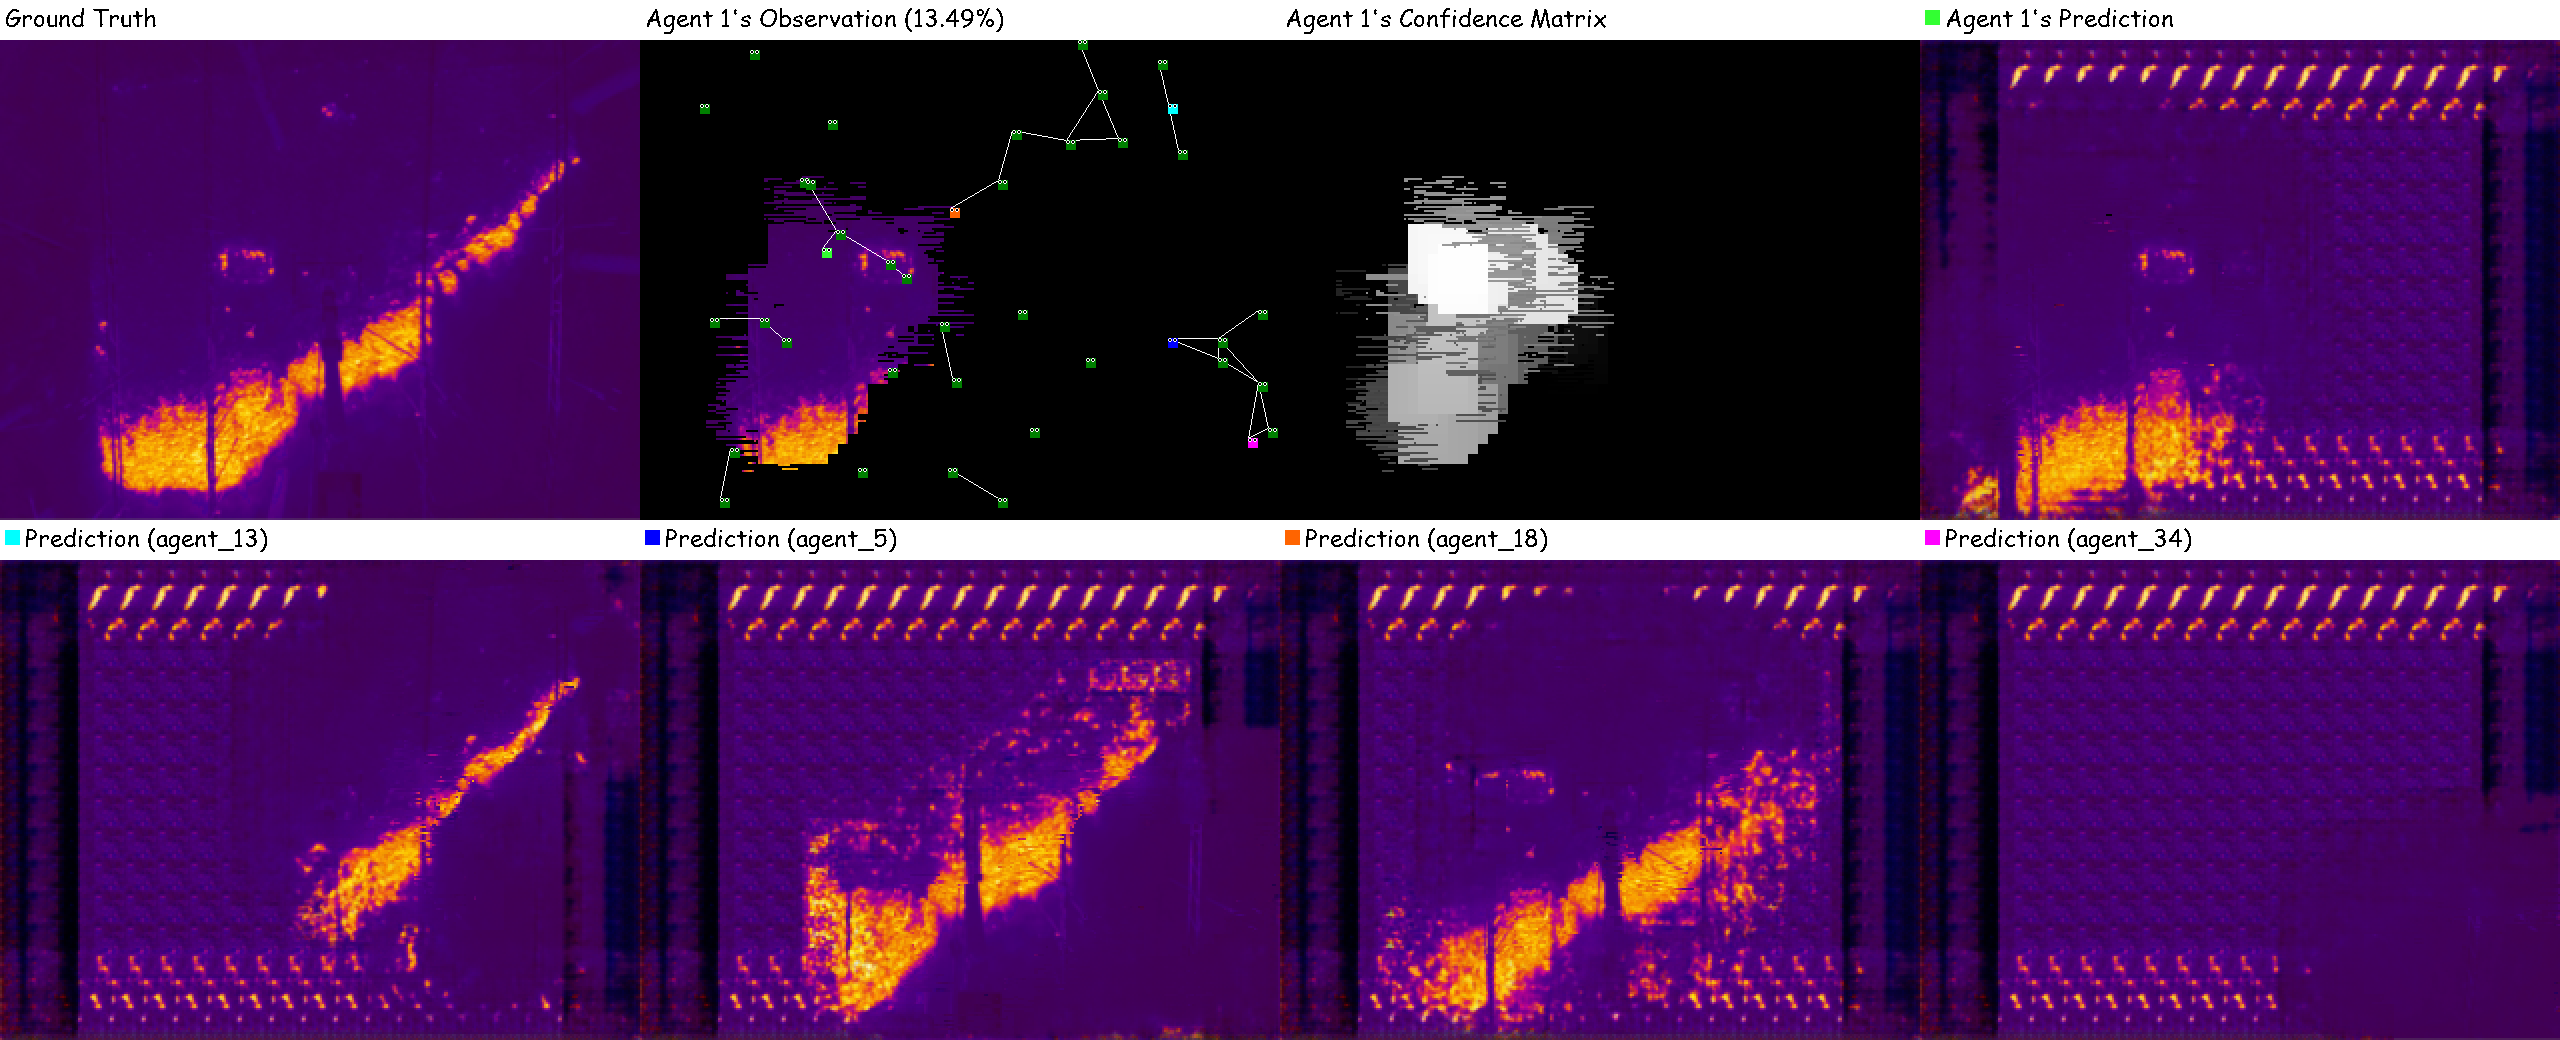 Ground Truth
Agent 1's Observation (13.49%)
Agent 1's Confidence Matrix
Agent 1's Prediction
Prediction (agent_13)
Prediction (agent_5)
Prediction (agent_18)
Prediction (agent_34)